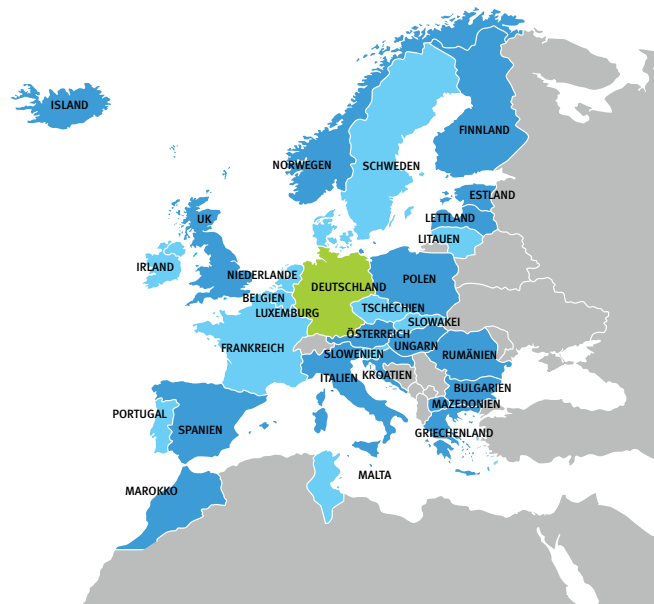 ISLAND
FINNLAND
NORWEGEN
SCHWEDEN
ESTLAND
UK
LETTLAND
LITAUEN
IRLAND
NIEDERLANDE
POLEN
DEUTSCHLAND
BELGIEN
TSCHECHIEN
LUXEMBURG
SLOWAKEI
ÖSTERREICH
FRANKREICH
UNGARN
SLOWENIEN
RUMÄNIEN
ITALIEN
KROATIEN
BULGARIEN
MAZEDONIEN
PORTUGAL
SPANIEN
GRIECHENLAND
MALTA
MAROKKO